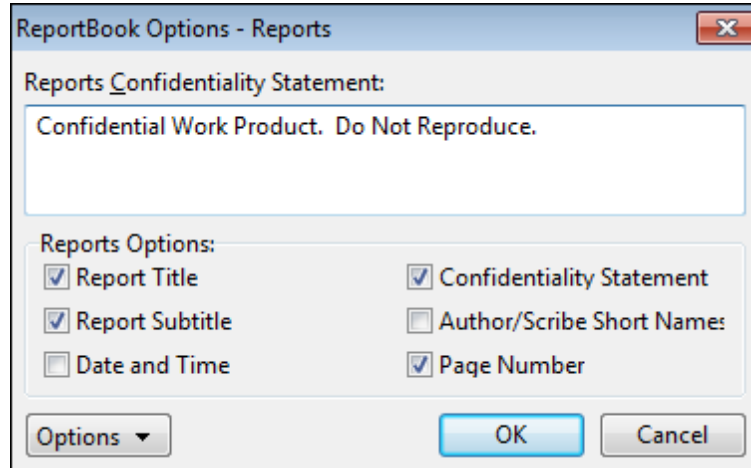 ReportBook Options - Reports
Reports Confidentiality Statement:
Confidential Work Product.  Do Not Reproduce.
Reports Options:
Report Title
Confidentiality Statement
Report Subtitle
Author/Scribe Short Names
Date and Time
Page Number
Options
OK
Cancel